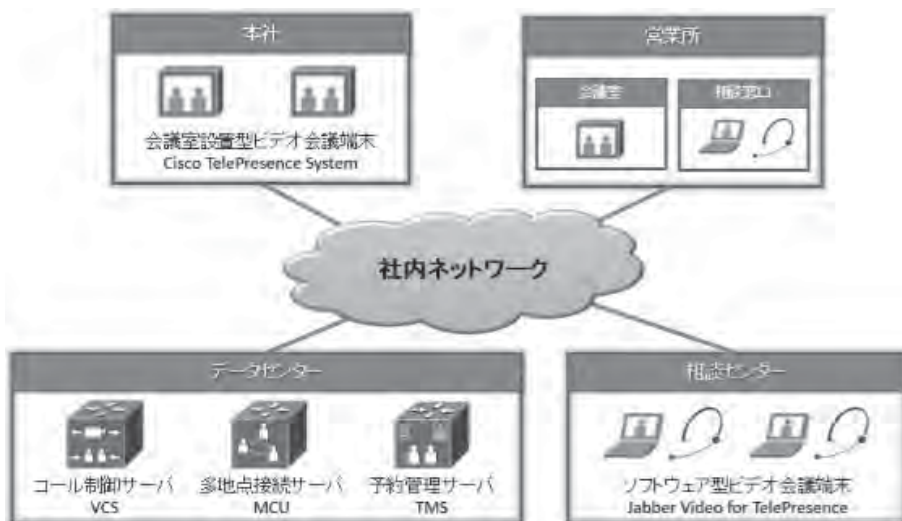 本社
会議室設置型ビデオ会議端末
Cisco TelePresence System
営業所
会議室
相談窓口
社内ネットワーク
データセンター
コール制御サーバ
VCS
多地点接続サーバ
MCU
予約管理サーバ
TMS
相談センター
ソフトウェア型ビデオ会議端末
Jabber Video for TelePresence